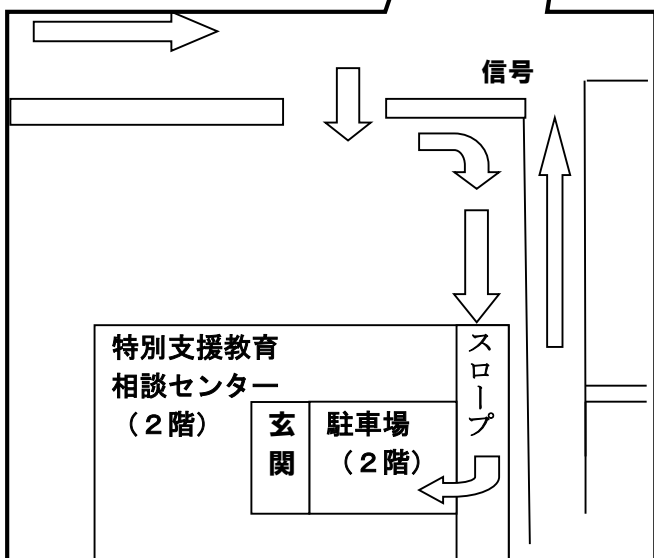 信号
特別支援教育
相談センター
（２階）
玄関
駐車場
（２階）
スロープ